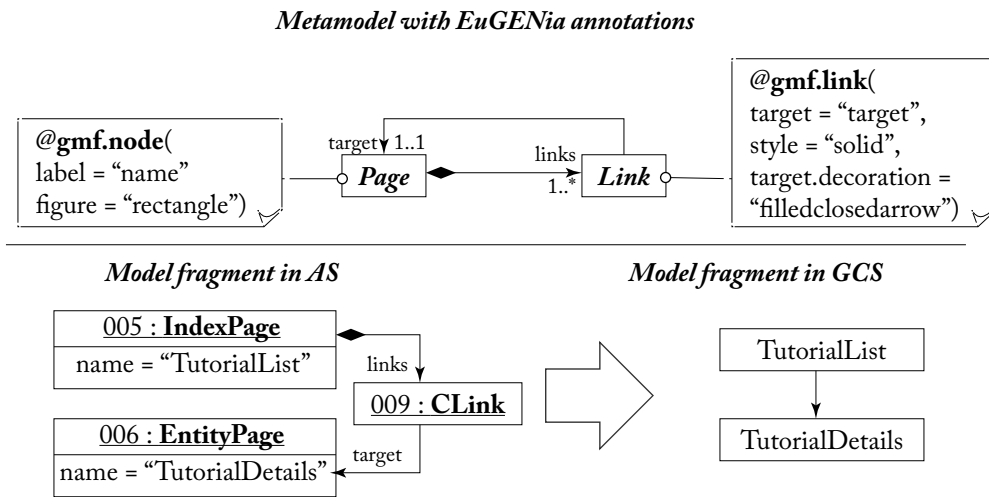 Metamodel with EuGENia annotations
@gmf.node(
label = “name”
figure = “rectangle”)
target 1..1
Page
links
1..*
Link
@gmf.link(
target = “target”,
style = “solid”,
target.decoration =
“filledclosedarrow”)
Model fragment in AS
005 : IndexPage
name = “TutorialList”
links
009 : CLink
006 : EntityPage
name = “TutorialDetails”
target
Model fragment in GCS
TutorialList
TutorialDetails